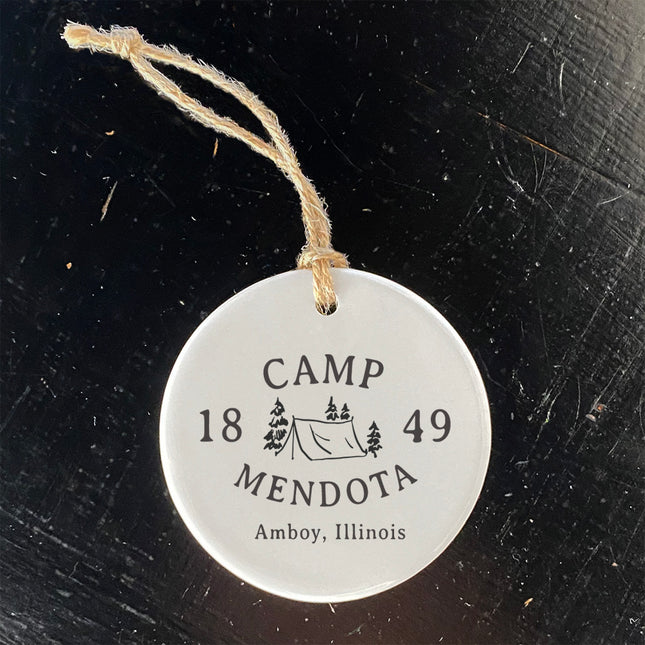 CAMP
18 49
MENDOTA
Amboy, Illinois